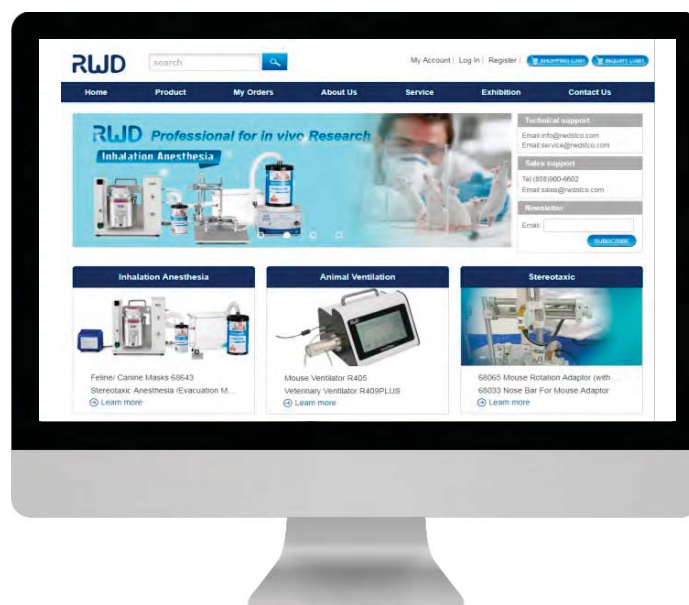 RWD
search
My Account | Log In | Register |
SHOPPING CART
INQUIRY CART
Home Product My Orders About Us Service Exhibition Contact Us
RWD Professional for in vivo Research
Inhalation Anesthesia
Technical support
Email:info@rwdstco.com
Email:service@rwdstco.com
Sales support
Tel:(858)900-6602
Email:sales@rwdstco.com
Newsletter
Email:
SUBSCRIBE
Inhalation Anesthesia
Feline/ Canine Masks 68643
Stereotaxic Anesthesia /Evacuation M...
Learn more
Animal Ventilation
Mouse Ventilator R405
Veterinary Ventilator R409PLUS
Learn more
Stereotaxic
68065 Mouse Rotation Adaptor (with ...
68033 Nose Bar For Mouse Adaptor
Learn more